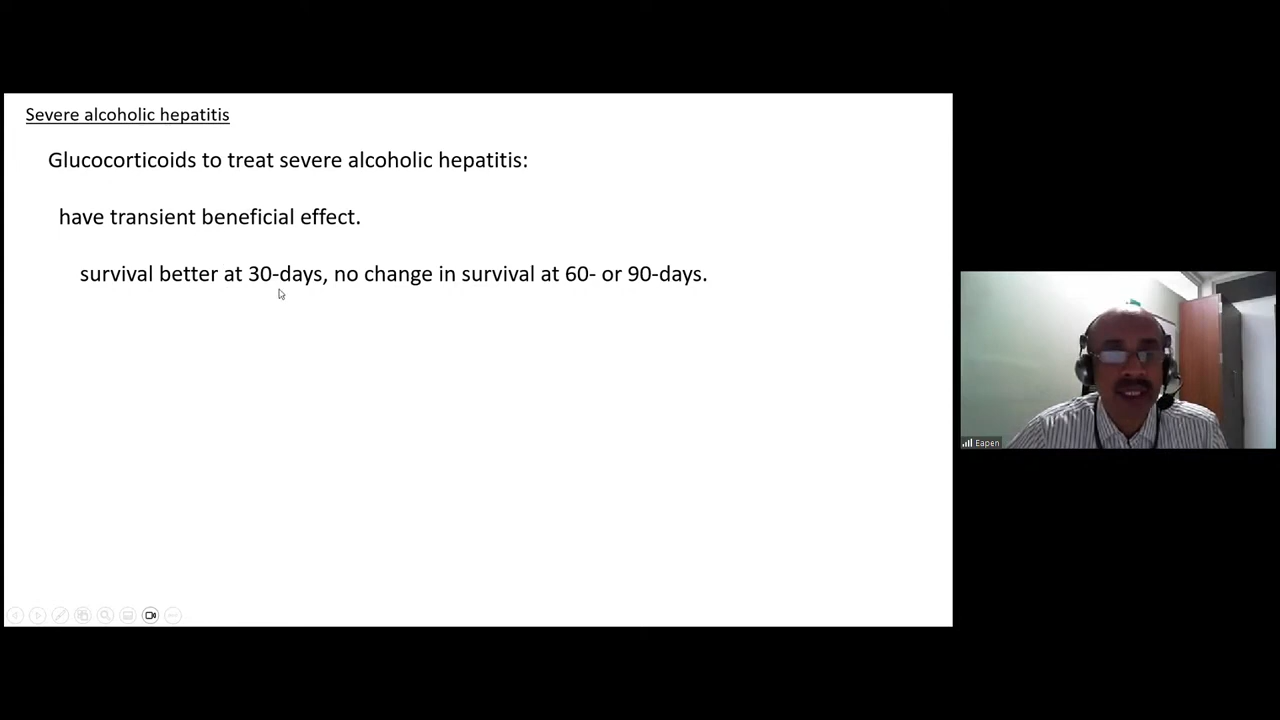 Severe alcoholic hepatitis
Glucocorticoids to treat severe alcoholic hepatitis:
have transient beneficial effect.
survival better at 30-days, no change in survival at 60- or 90-days.
Eapen